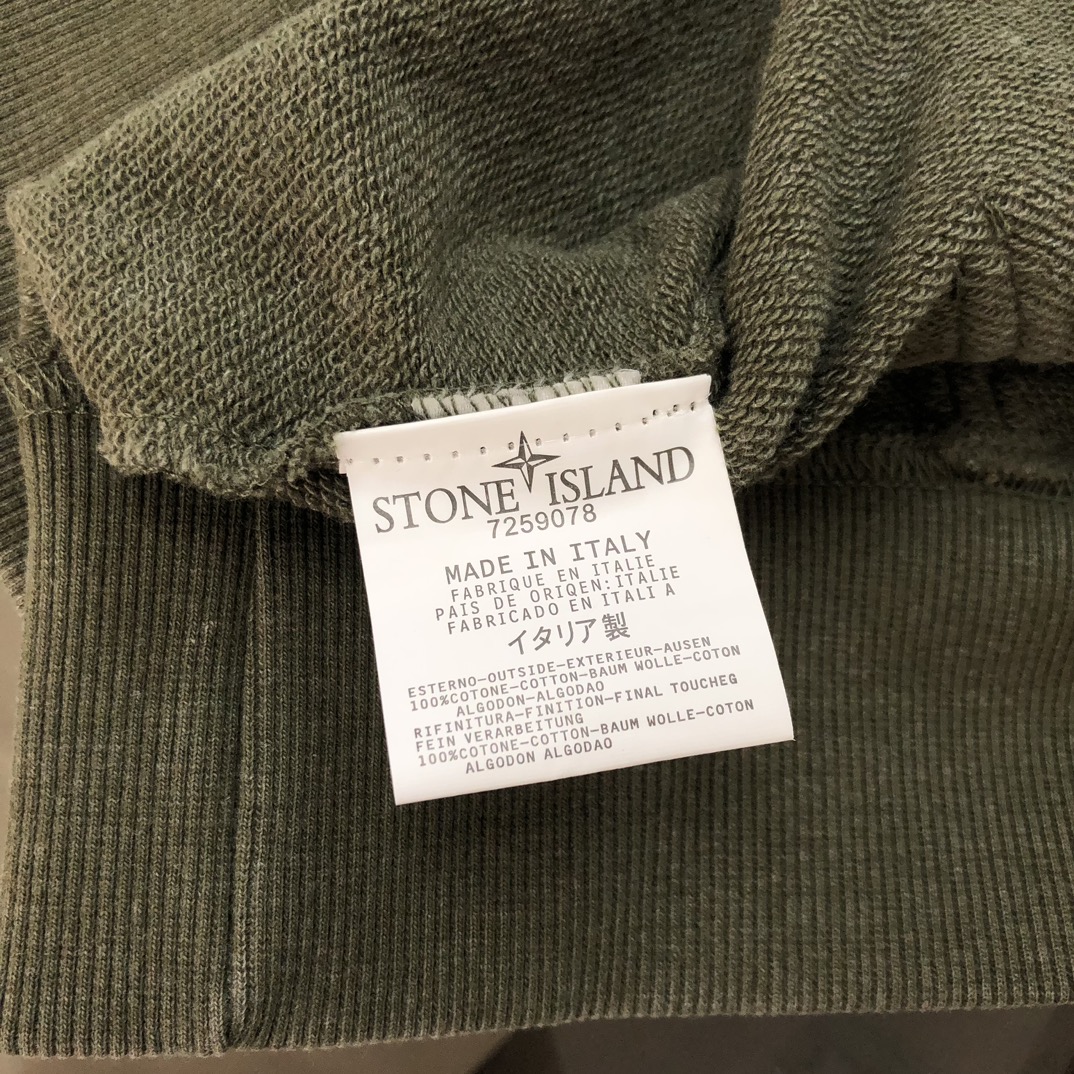 STONE ISLAND
7259078
MADE IN ITALY
FABRIQUE EN ITALIE
PAIS DE ORIQEN:ITALIE
FABRICADO EN ITALI A
イタリア製
ESTERNO-OUTSIDE-EXTERIEUR-AUSEN
100%COTONE-COTTON-BAUM WOLLE-COTON
ALGODON-ALGODAO
RIFINITURA-FINITION-FINAL TOUCHEG
FEIN VERARBEITUNG
100%COTONE-COTTON-BAUM WOLLE-COTON
ALGODON ALGODAO